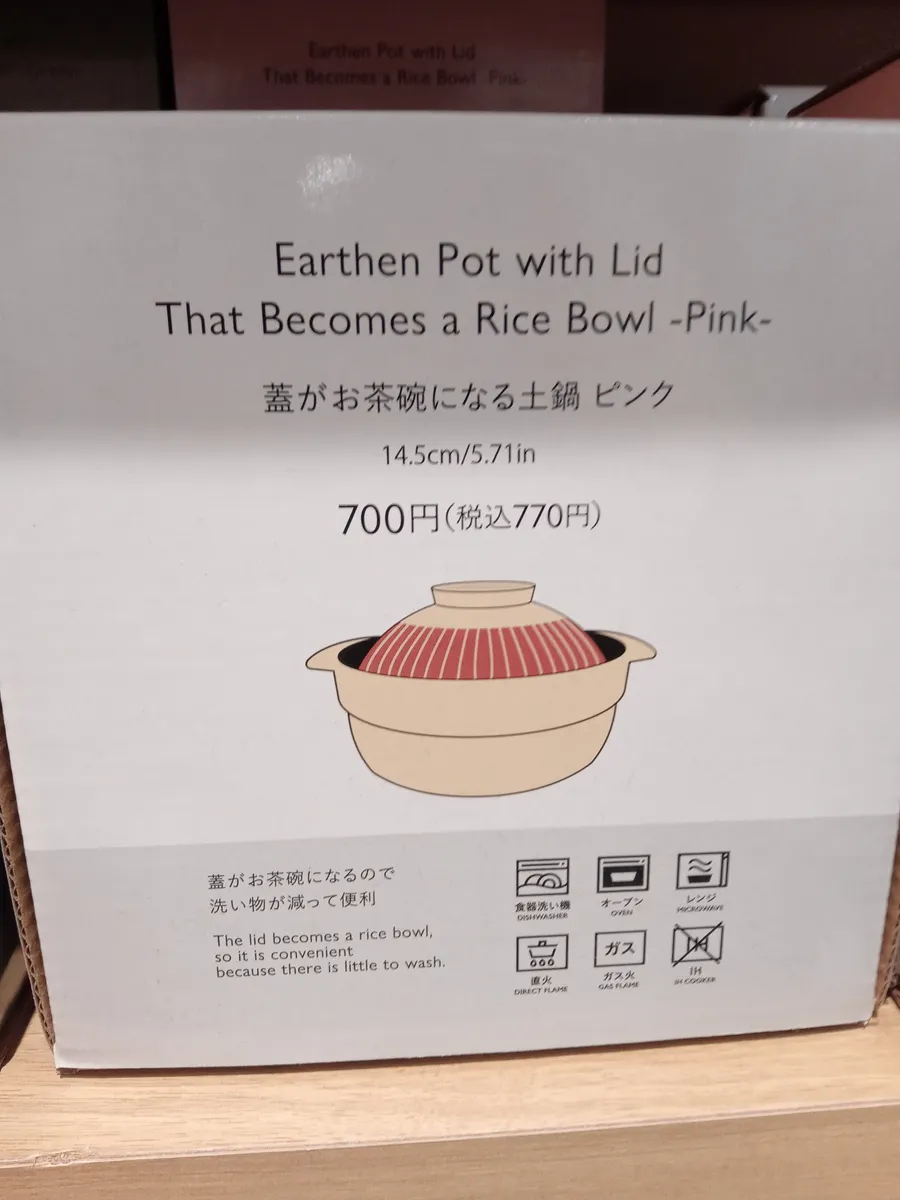 Earthen Pot with Lid
That Becomes a Rice Bowl -Pink-
Earthen Pot with Lid
That Becomes a Rice Bowl -Pink-
蓋がお茶碗になる土鍋 ピンク
14.5cm/5.71in
700円(税込770円)
蓋がお茶碗になるので
洗い物が減って便利
The lid becomes a rice bowl,
so it is convenient
because there is little to wash.
食器洗い機
DISHWASHER
オーブン
OVEN
レンジ
MICROWAVE
直火
DIRECT FLAME
ガス
ガス火
GAS FLAME
IH
IH
IH COOKER